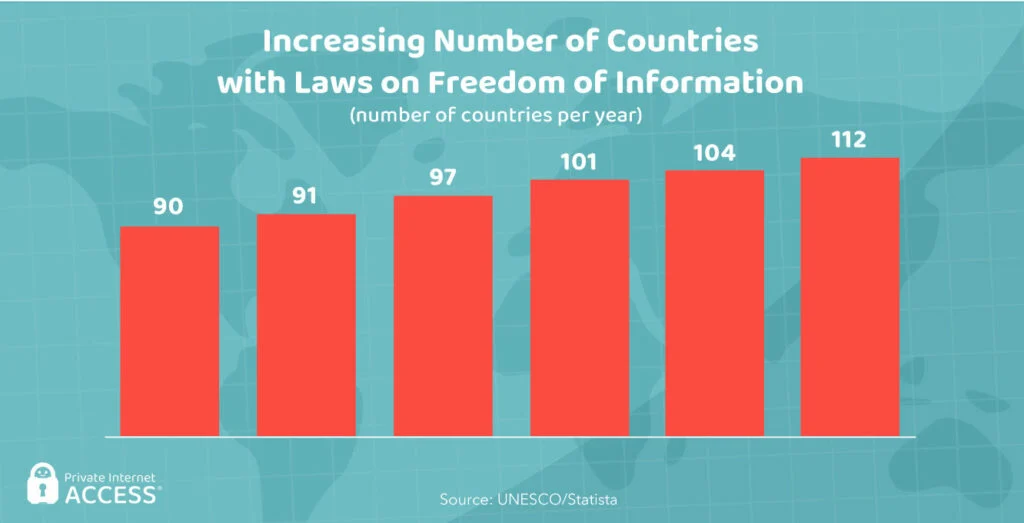 Increasing Number of Countries
with Laws on Freedom of Information
(number of countries per year)
90
91
97
101
104
112
Private Internet
ACCESS®
Source: UNESCO/Statista